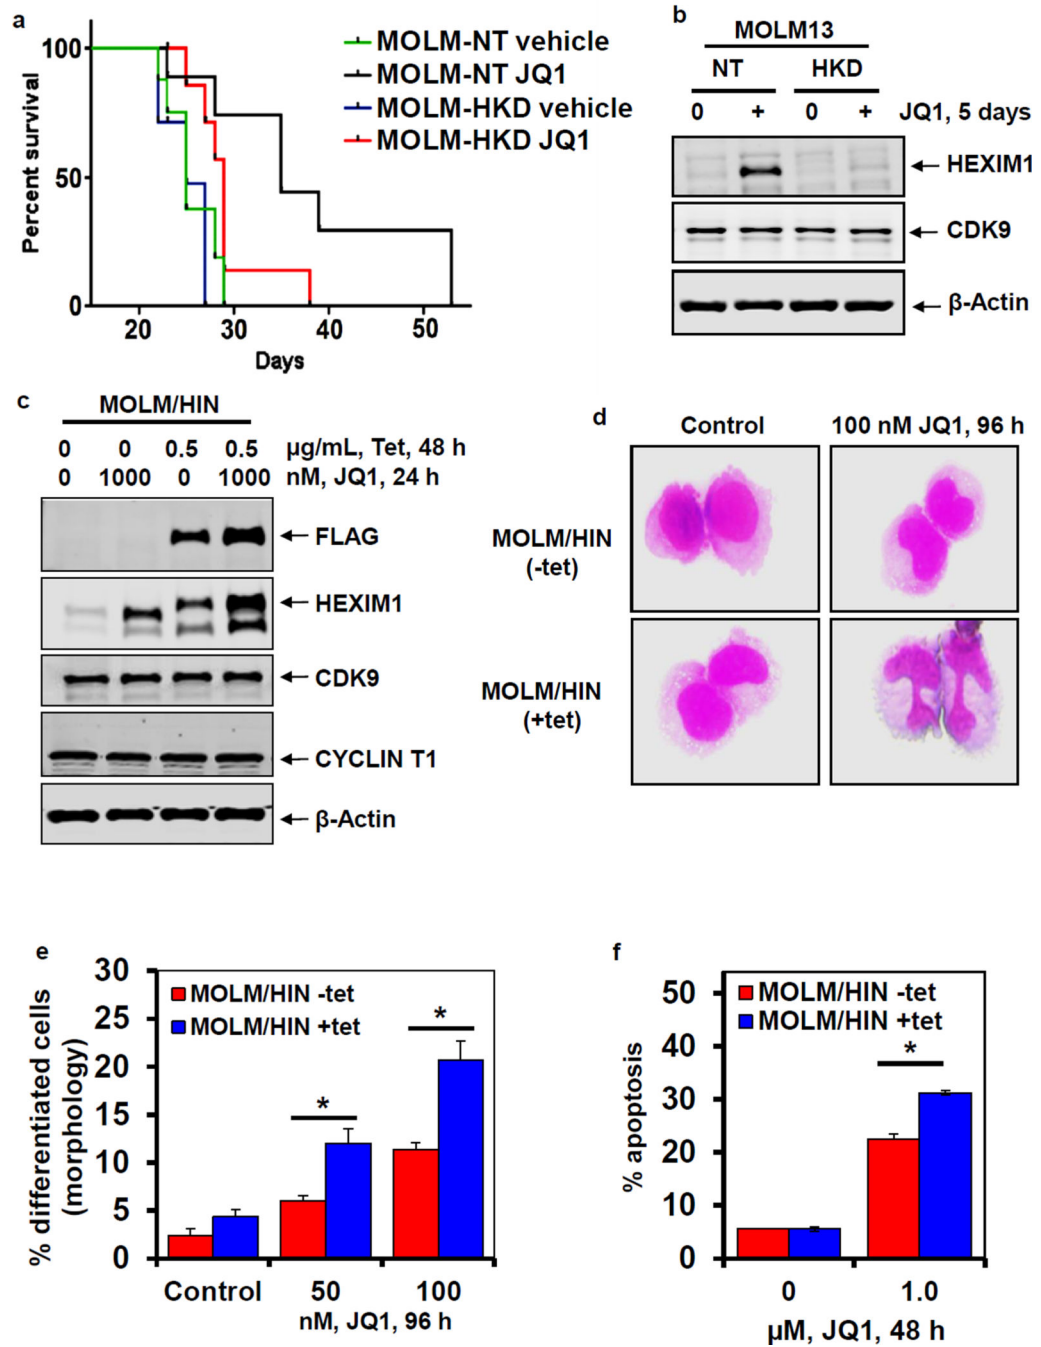 a
Percent survival
100
50
0
20 30 40 50
Days
MOLM-NT vehicle
MOLM-NT JQ1
MOLM-HKD vehicle
MOLM-HKD JQ1
b
MOLM13
NT HKD
0 + 0 + JQ1, 5 days
HEXIM1
CDK9
β-Actin
c
MOLM/HIN
0 0 0.5 0.5 µg/mL, Tet, 48 h
0 1000 0 1000 nM, JQ1, 24 h
FLAG
HEXIM1
CDK9
CYCLIN T1
β-Actin
d
Control 100 nM JQ1, 96 h
MOLM/HIN
(-tet)
MOLM/HIN
(+tet)
e
% differentiated cells
(morphology)
30
25
20
15
10
5
0
MOLM/HIN -tet
MOLM/HIN +tet
*
*
Control 50 100
nM, JQ1, 96 h
f
% apoptosis
50
40
30
20
10
0
MOLM/HIN -tet
MOLM/HIN +tet
*
0 1.0
µM, JQ1, 48 h